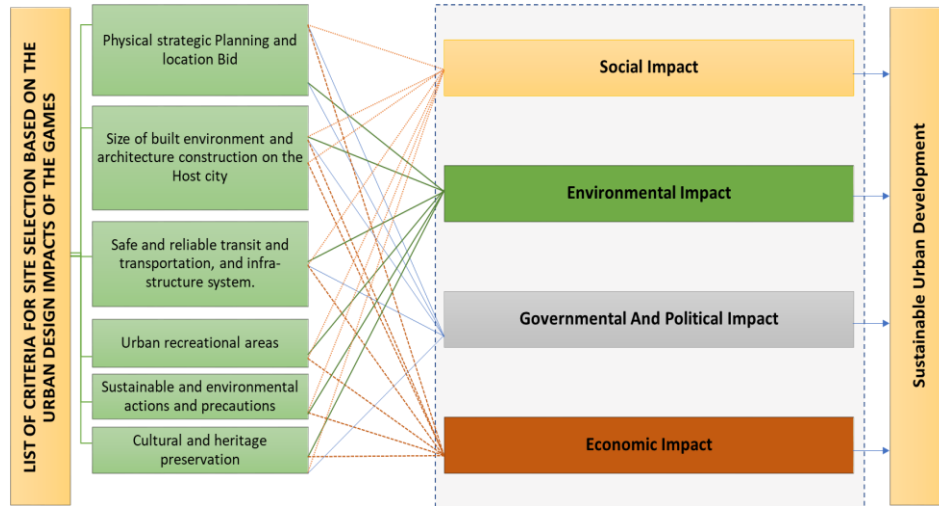 LIST OF CRITERIA FOR SITE SELECTION BASED ON THE
URBAN DESIGN IMPACTS OF THE GAMES
Physical strategic Planning and
location Bid
Size of built environment and
architecture construction on the
Host city
Safe and reliable transit and
transportation, and infra-
structure system.
Urban recreational areas
Sustainable and environmental
actions and precautions
Cultural and heritage
preservation
Social Impact
Environmental Impact
Governmental And Political Impact
Economic Impact
Sustainable Urban Development